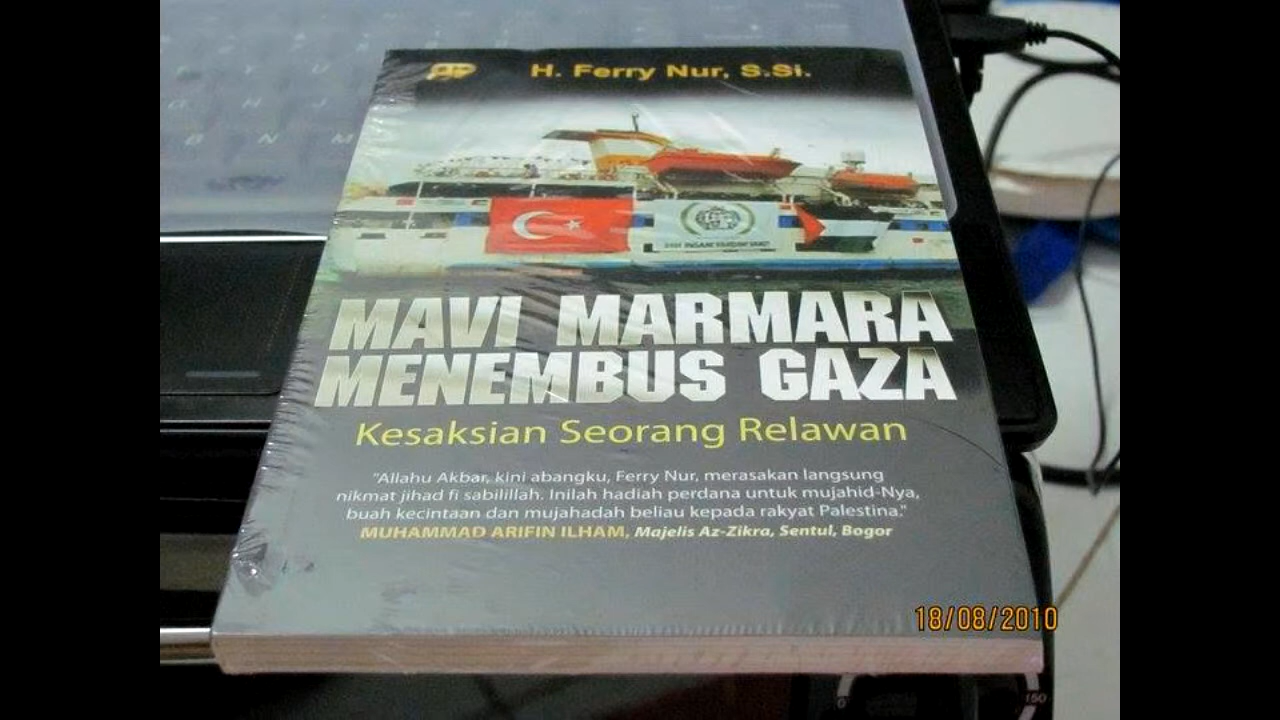 H. Ferry Nur, S.Si.
MAVI MARMARA
MENEMBUS GAZA
Kesaksian Seorang Relawan
"Allahu Akbar, kini abangku, Ferry Nur, merasakan langsung
nikmat jihad fi sabilillah. Inilah hadiah perdana untuk mujahid-Nya,
buah kecintaan dan mujahadah beliau kepada rakyat Palestina."
MUHAMMAD ARIFIN ILHAM, Majelis Az-Zikra, Sentul, Bogor
18/08/2010
150